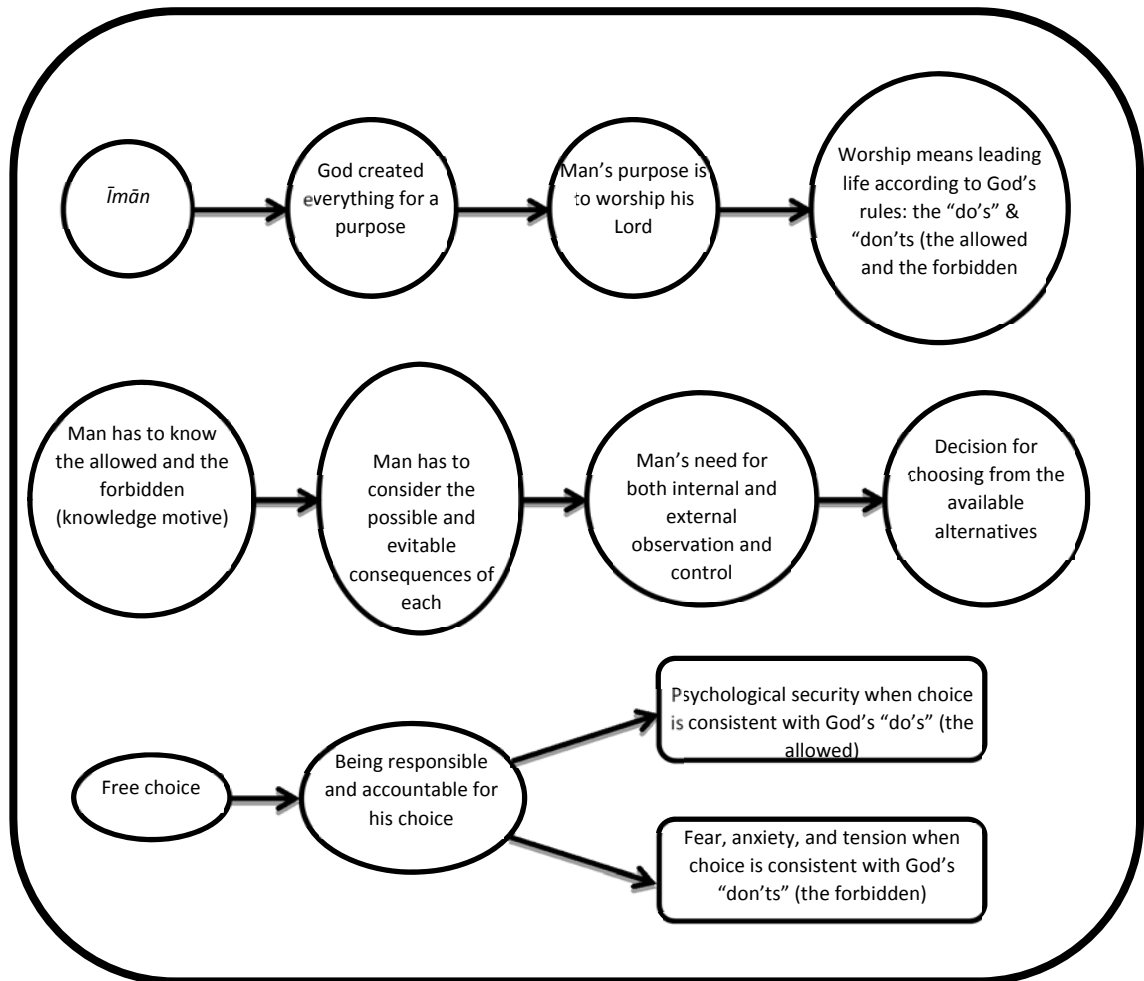 Īmān
God created
everything for a
purpose
Man's purpose is
to worship his
Lord
Worship means leading
life according to God's
rules: the "do's" &
"don'ts (the allowed
and the forbidden
Man has to know
the allowed and the
forbidden
(knowledge motive)
Man has to
consider the
possible and
evitable
consequences of
each
Man's need for
both internal and
external
observation and
control
Decision for
choosing from the
available
alternatives
Free choice
Being responsible
and accountable for
his choice
Psychological security when choice
is consistent with God's "do's" (the
allowed)
Fear, anxiety, and tension when
choice is consistent with God's
"don'ts" (the forbidden)